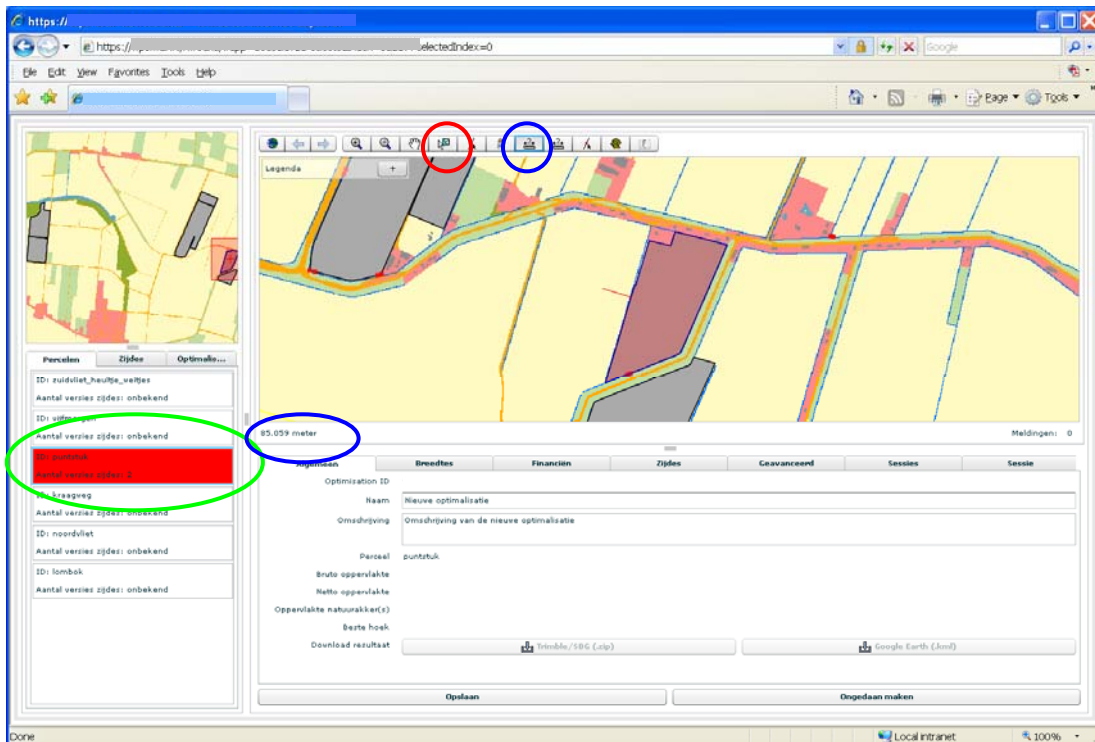 https://
https://
selectedIndex=0
Google
File Edit View Favorites Tools Help
Page Tools
Legenda +
Percelen Zijdes Optimalis...
ID: zuidvliet_heultje_weitjes
Aantal versies zijdes: onbekend
ID: vijfmorgen
Aantal versies zijdes: onbekend
ID: puntstuk
Aantal versies zijdes: 2
ID: kraagweg
Aantal versies zijdes: onbekend
ID: noordvliet
Aantal versies zijdes: onbekend
ID: lombok
Aantal versies zijdes: onbekend
85.059 meter
Meldingen: 0
Algemeen Breedtes Financiën Zijdes Geavanceerd Sessies Sessie
Optimisation ID
Naam Nieuwe optimalisatie
Omschrijving Omschrijving van de nieuwe optimalisatie
Perceel puntstuk
Bruto oppervlakte
Netto oppervlakte
Oppervlakte natuurakker(s)
Beste hoek
Download resultaat Trimble/SBG (.zip) Google Earth (.kml)
Opslaan Ongedaan maken
Done Local intranet 100%